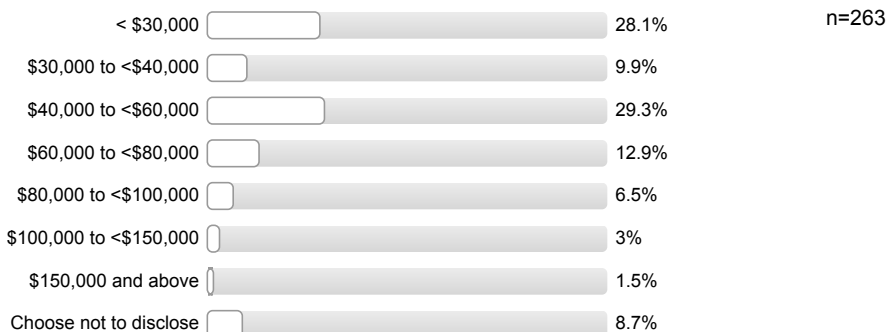 < $30,000 28.1% n=263
$30,000 to <$40,000 9.9%
$40,000 to <$60,000 29.3%
$60,000 to <$80,000 12.9%
$80,000 to <$100,000 6.5%
$100,000 to <$150,000 3%
$150,000 and above 1.5%
Choose not to disclose 8.7%